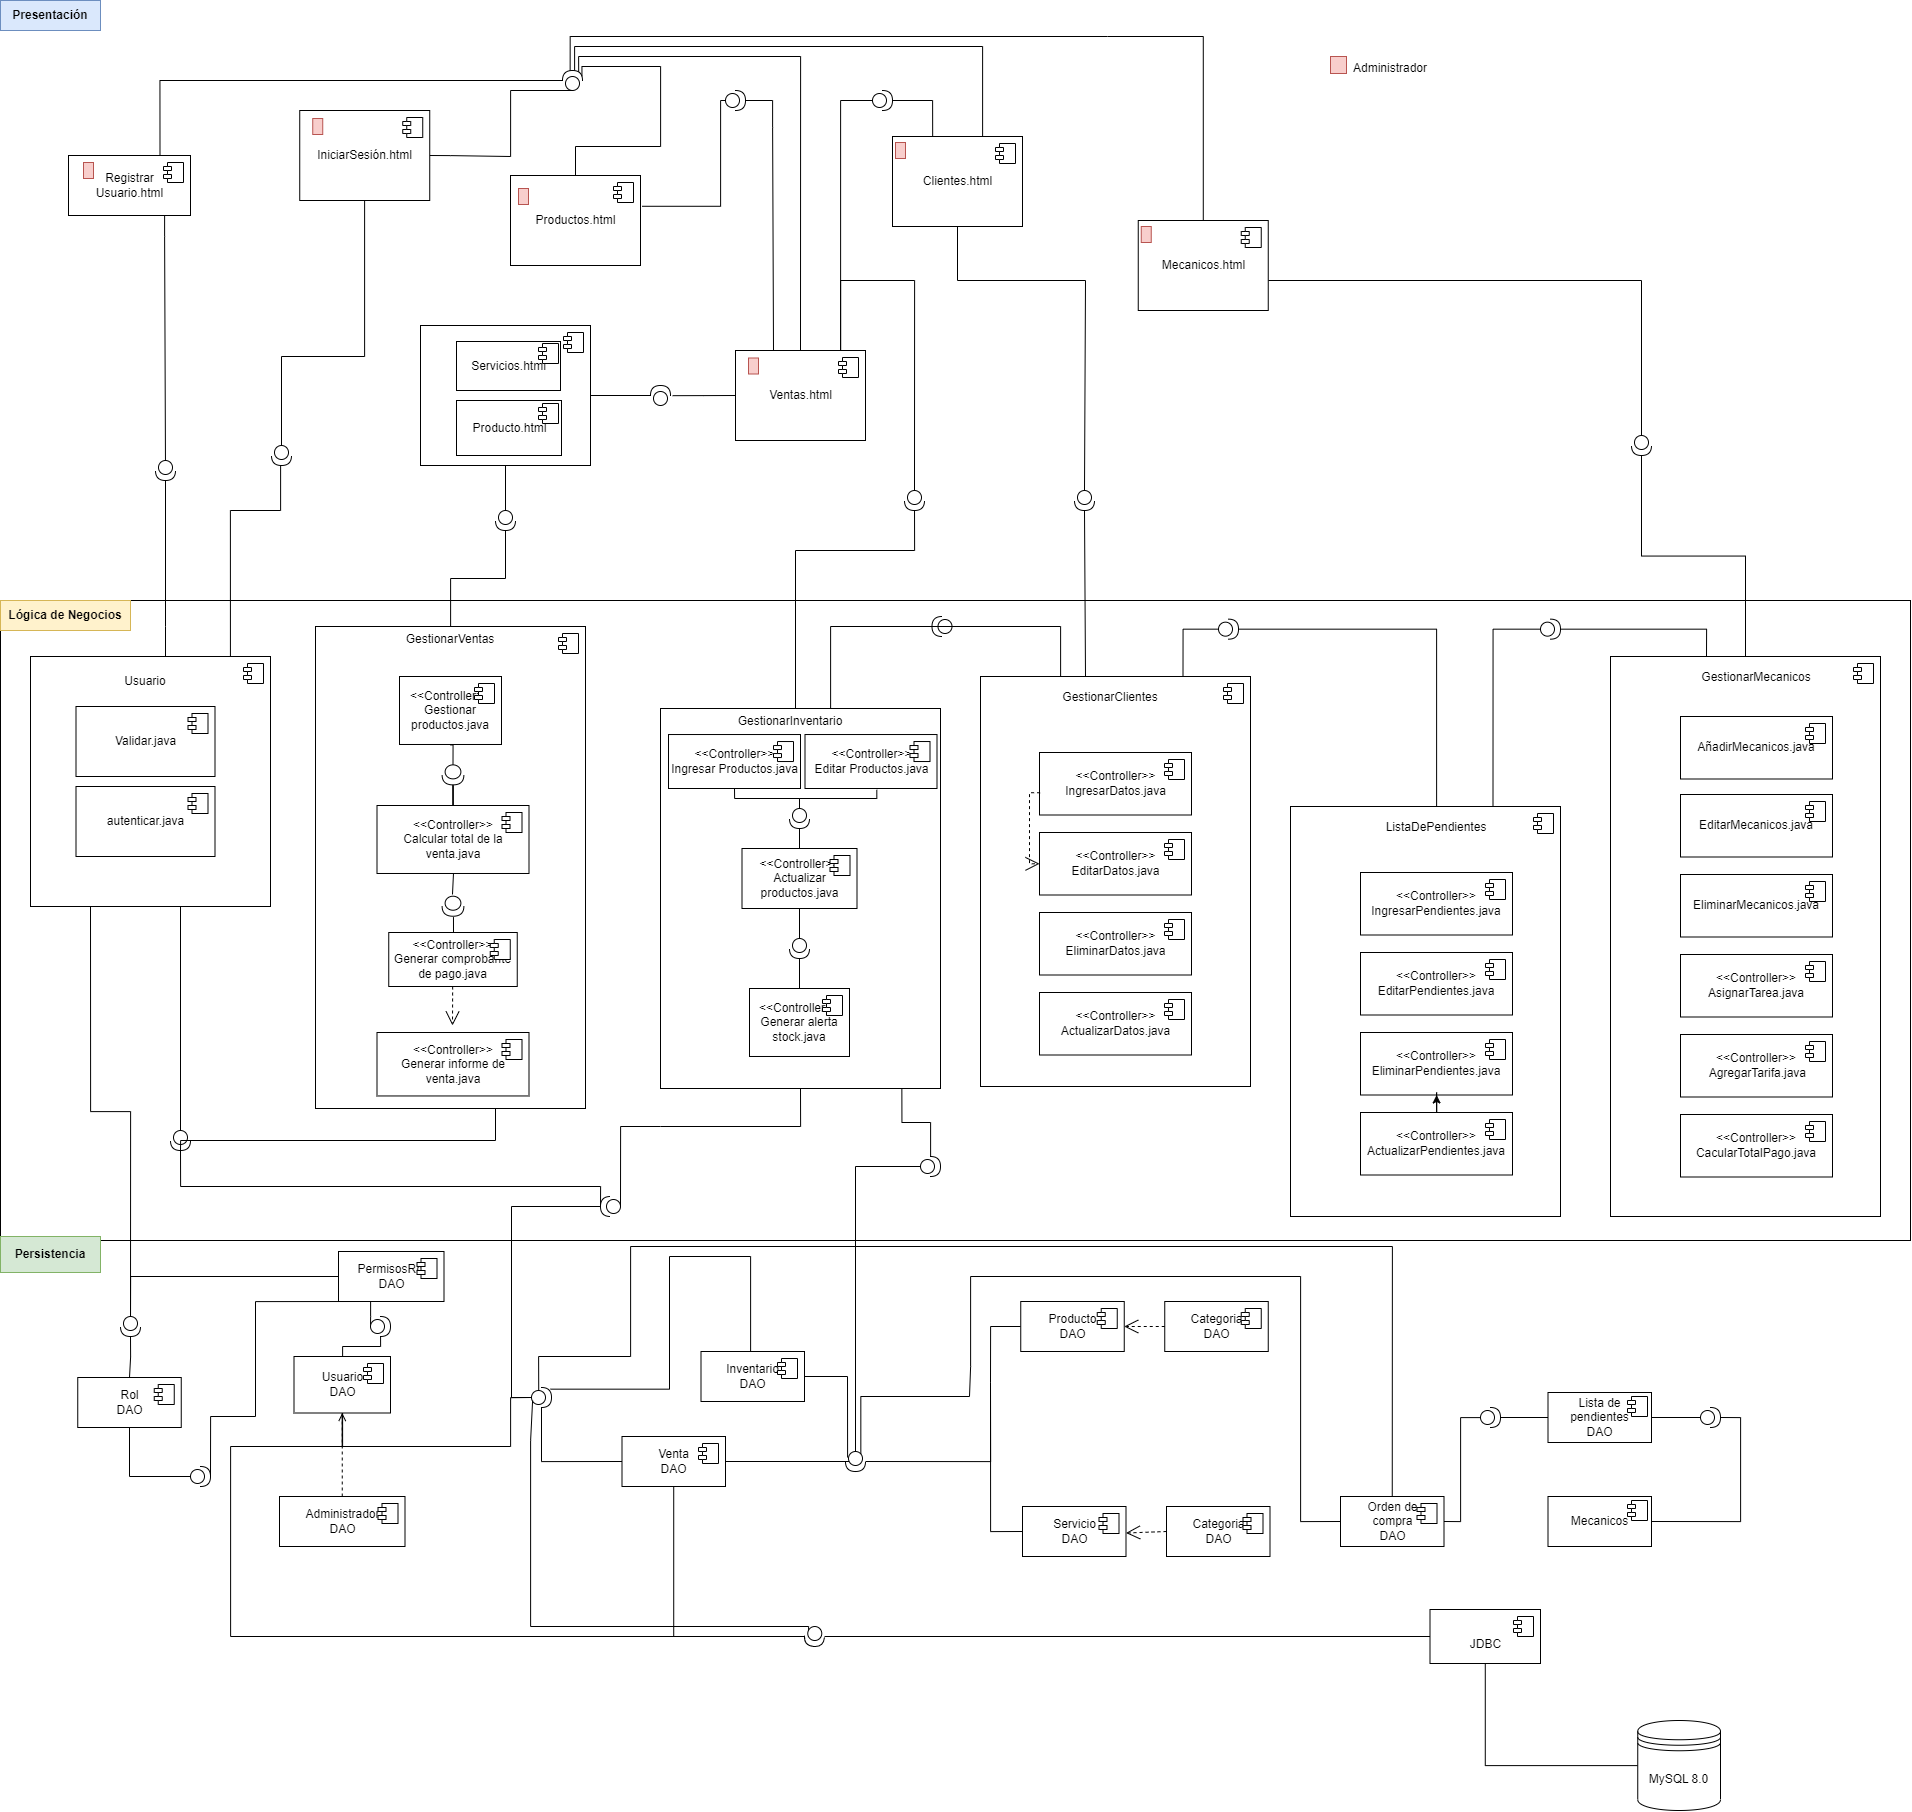 Presentación
Administrador
IniciarSesión.html
Registrar
Usuario.html
Productos.html
Clientes.html
Mecanicos.html
Servicios.html
Producto.html
Ventas.html
Lógica de Negocios
Usuario
Validar.java
autenticar.java
GestionarVentas
<<Controller
Gestionar
productos.java
<<Controller>>
Calcular total de la
venta.java
<<Controller>>
Generar comprobante
de pago.java
<<Controller>>
Generar informe de
venta.java
GestionarInventario
<<Controller>>
Ingresar Productos.java
<<Controller>>
Editar Productos.java
<<Controller>
Actualizar
productos.java
<<Controller
Generar alerta
stock.java
GestionarClientes
<<Controller>>
IngresarDatos.java
<<Controller>>
EditarDatos.java
<<Controller>>
EliminarDatos.java
<<Controller>>
ActualizarDatos.java
ListaDePendientes
<<Controller>>
IngresarPendientes.java
<<Controller>>
EditarPendientes.java
<<Controller>>
EliminarPendientes.java
<<Controller>>
ActualizarPendientes.java
GestionarMecanicos
AñadirMecanicos.java
EditarMecanicos.java
EliminarMecanicos.java
<<Controller>>
AsignarTarea.java
<<Controller>>
AgregarTarifa.java
<<Controller>>
CacularTotalPago.java
Persistencia
DAO
Usuario
DAO
Rol
DAO
Administrador
DAO
Inventario
DAO
Venta
DAO
Producto
DAO
Categoria
DAO
Servicio
DAO
Categoria
DAO
Orden de
compra
DAO
Lista de
pendientes
DAO
Mecanicos
JDBC
MySQL 8.0